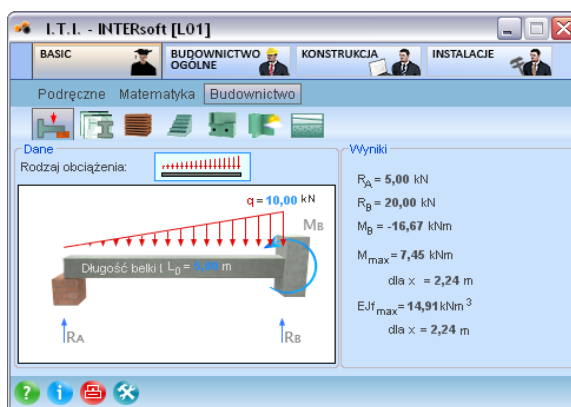 I.T.I. - INTERsoft [L01]
BASIC
BUDOWNICTWO
OGÓLNE
KONSTRUKCJA
INSTALACJE
Podręczne Matematyka Budownictwo
Dane
Rodzaj obciążenia:
q = 10,00 kN
MB
Długość belki L L0 = m
RA
RB
Wyniki
RA = 5,00 kN
RB = 20,00 kN
MB = -16,67 kNm
Mmax = 7,45 kNm
dla x = 2,24 m
EJfmax = 14,91 kNm3
dla x = 2,24 m